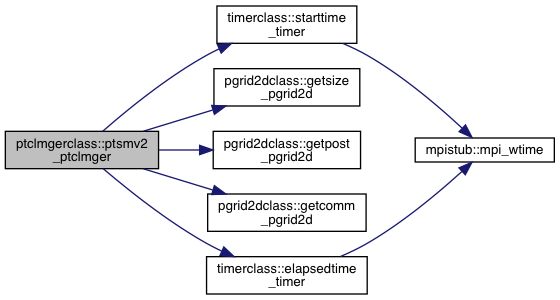 timerclass::starttime
_timer
pgrid2dclass::getsize
_pgrid2d
ptclmgerclass::ptsmv2
_ptclmger
pgrid2dclass::getpost
_pgrid2d
mpistub::mpi_wtime
pgrid2dclass::getcomm
_pgrid2d
timerclass::elapsedtime
_timer